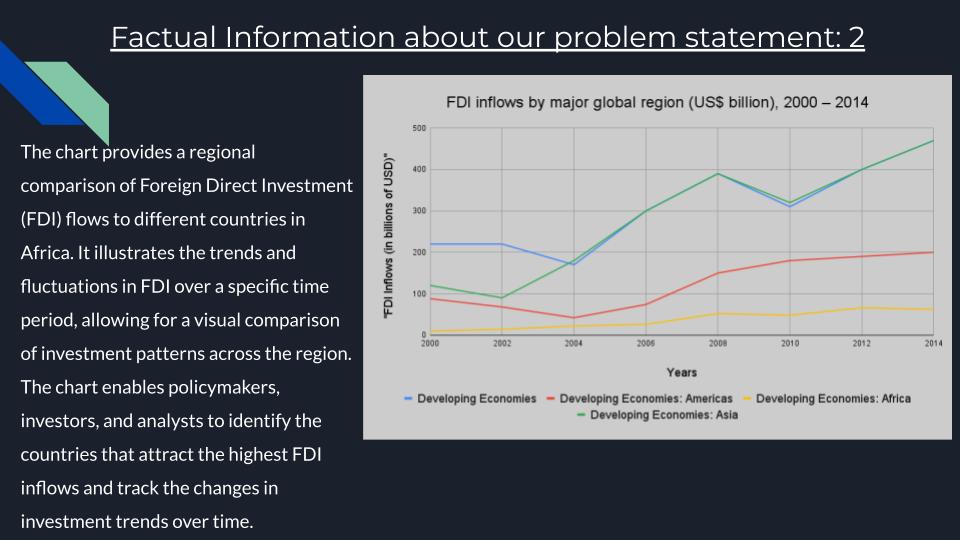 Factual Information about our problem statement: 2
The chart provides a regional
comparison of Foreign Direct Investment
(FDI) flows to different countries in
Africa. It illustrates the trends and
fluctuations in FDI over a specific time
period, allowing for a visual comparison
of investment patterns across the region.
The chart enables policymakers,
investors, and analysts to identify the
countries that attract the highest FDI
inflows and track the changes in
investment trends over time.
FDI inflows by major global region (US$ billion), 2000 – 2014
"FDI Inflows (in billions of USD)"
500
400
300
200
100
0
2000 2002 2004 2006 2008 2010 2012 2014
Years
Developing Economies Developing Economies: Americas Developing Economies: Africa
Developing Economies: Asia